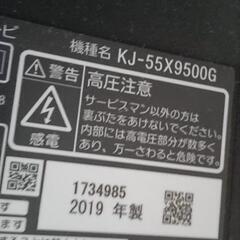 ビ
機種名 KJ-55X9500G
警告
感電
高圧注意
サービスマン以外の方は
裏ぶたをあけないでください
内部には高電圧部分が数多く
あり、万一さわると危険です
8
1734985
2019 年製